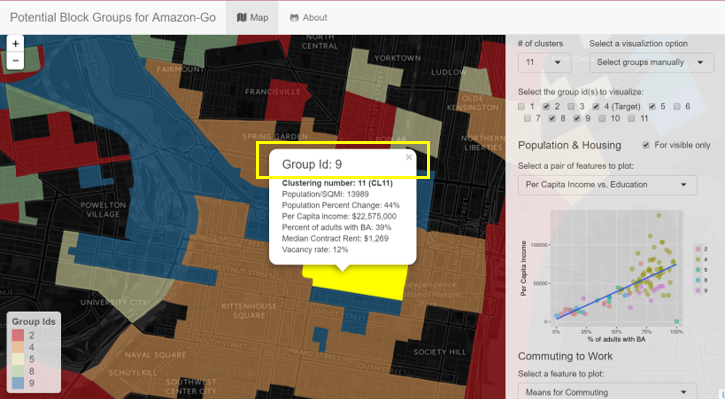 Potential Block Groups for Amazon-Go
Map
About
+
−
NORTH
CENTRAL
YORKTOWN
LUDLOW
FAIRMOUNT
FRANCISVILLE
OLDE
KENSINGTON
SPRING GARDEN
POPLAR
NORTHERN
LIBERTIES
POWELTON
VILLAGE
UNIVERSITY CITY
RITTENHOUSE
SQUARE
Independence
National Historic
SOCIETY HILL
NAVAL SQUARE
SCHUYLKILL
SOUTHWEST
CENTER CITY
Group Id: 9
×
Clustering number: 11 (CL11)
Population/SQMI: 13989
Population Percent Change: 44%
Per Capita income: $22,575,000
Percent of adults with BA: 39%
Median Contract Rent: $1,269
Vacancy rate: 12%
Group Ids
2
4
5
8
9
# of clusters
Select a visualiztion option
11
Select groups manually
Select the group id(s) to visualize:
1 2 3 4 (Target) 5 6
7 8 9 10 11
Population & Housing
For visible only
Select a pair of features to plot:
Per Capita Income vs. Education
Per Capita Income
100000
50000
0
0% 25% 50% 75% 100%
% of adults with BA
2
4
5
8
9
Commuting to Work
Select a feature to plot:
Means for Commuting